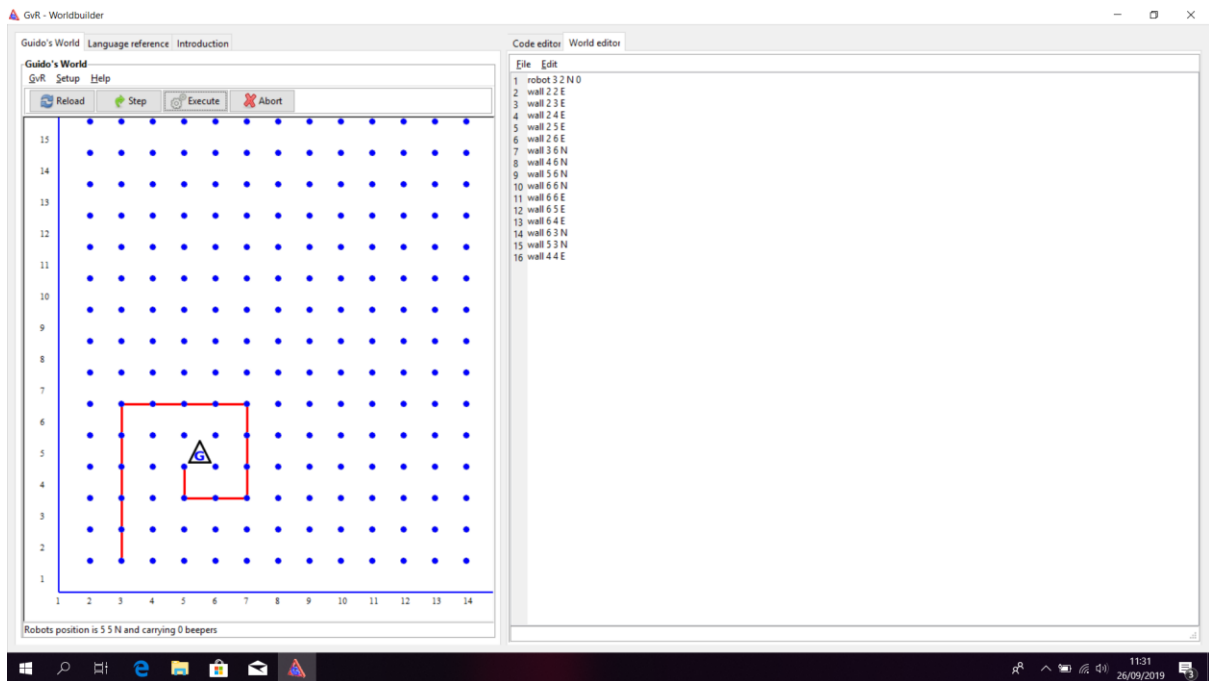 GvR - Worldbuilder
Guido's World Language reference Introduction
Guido's World
GvR Setup Help
Reload Step Execute Abort
15
14
13
12
11
10
9
8
7
6
5
4
3
2
1
G
1 2 3 4 5 6 7 8 9 10 11 12 13 14
Robots position is 5 5 N and carrying 0 beepers
Code editor World editor
File Edit
1 robot 3 2 N 0
2 wall 2 2 E
3 wall 2 3 E
4 wall 2 4 E
5 wall 2 5 E
6 wall 2 6 E
7 wall 3 6 N
8 wall 4 6 N
9 wall 5 6 N
10 wall 6 6 N
11 wall 6 6 E
12 wall 6 5 E
13 wall 6 4 E
14 wall 6 3 N
15 wall 5 3 N
16 wall 4 4 E
11:31
26/09/2019
3